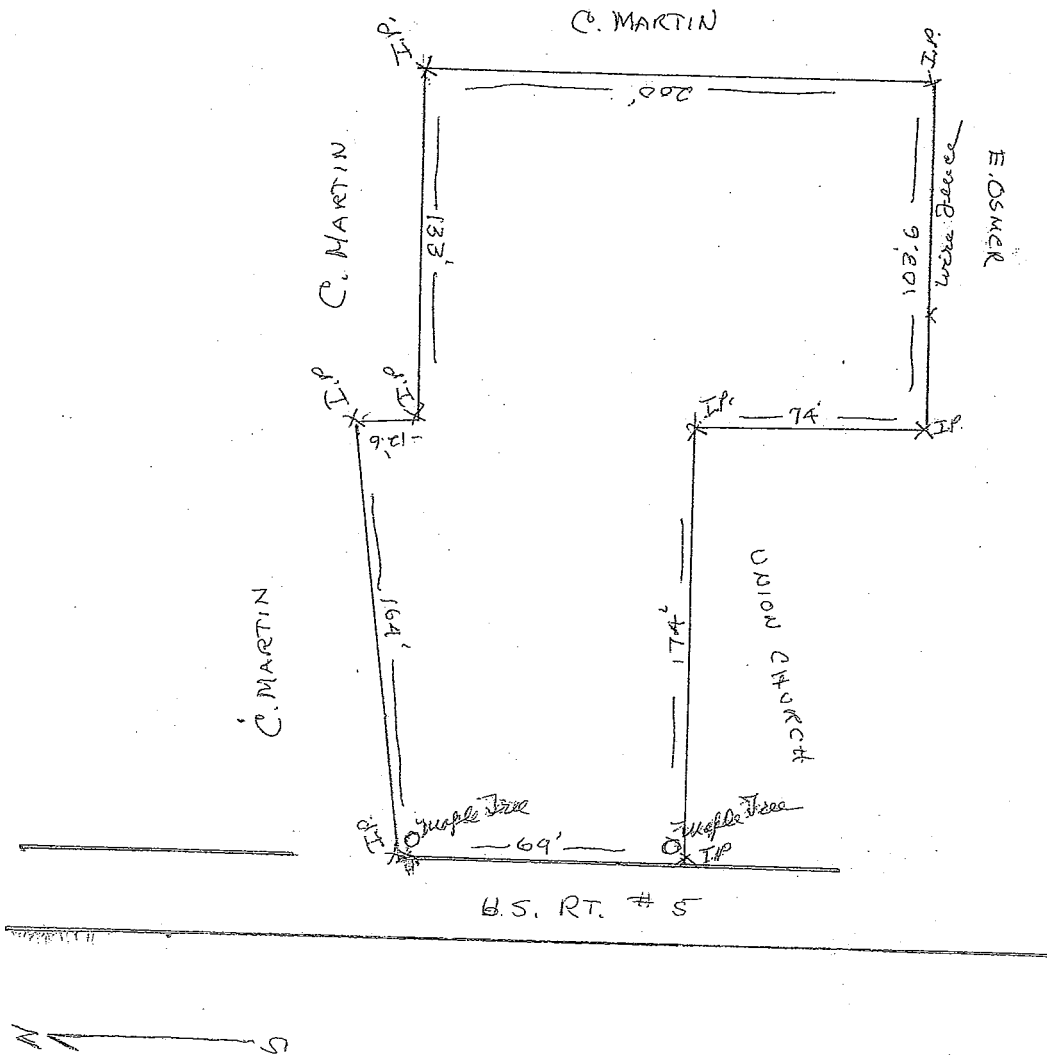 C. MARTIN
I.P.
I.P.
200'
C. MARTIN
133'
103'.6
Wire Fence
E. OSMER
I.P.
I.P.
12'6
I.P.
74'
I.P.
164'
174'
UNION CHURCH
C. MARTIN
Maple Tree
Maple Tree
I.P.
69'
I.P.
U.S. RT. # 5
N
S